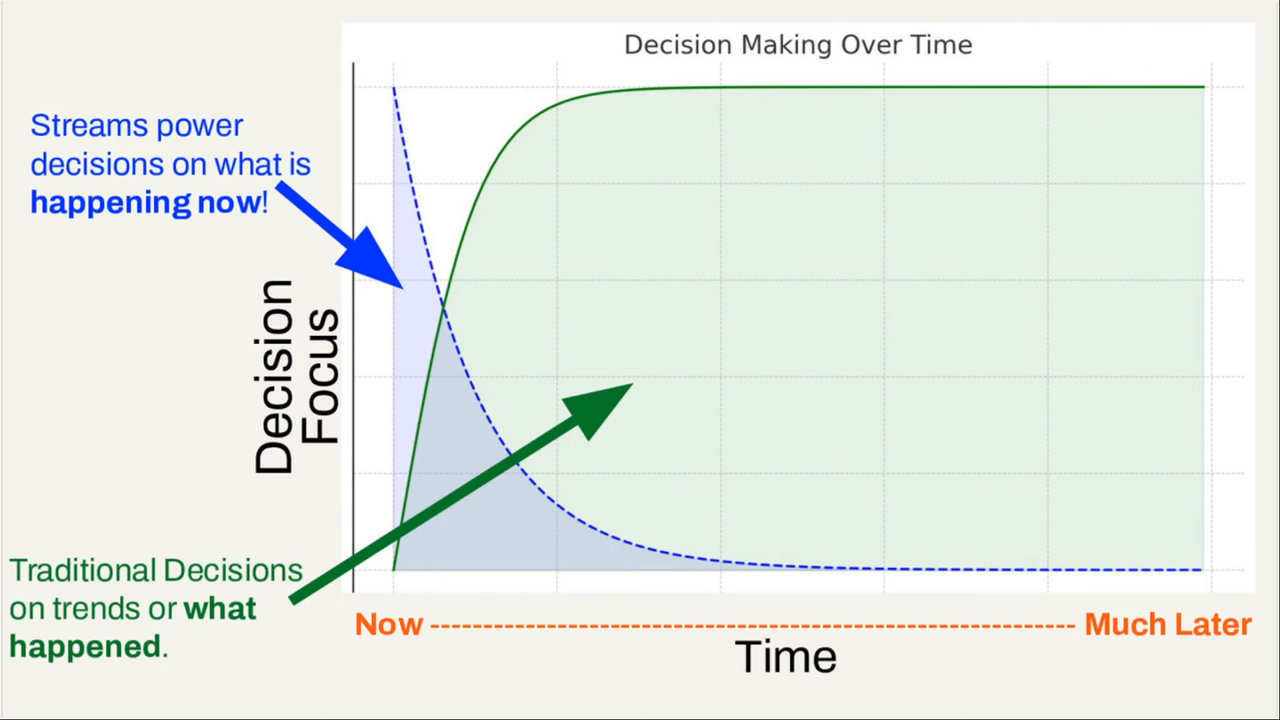 Decision Making Over Time
Streams power
decisions on what is
happening now!
Decision
Focus
Traditional Decisions
on trends or what
happened.
Now ------------------------------------------------------------ Much Later
Time